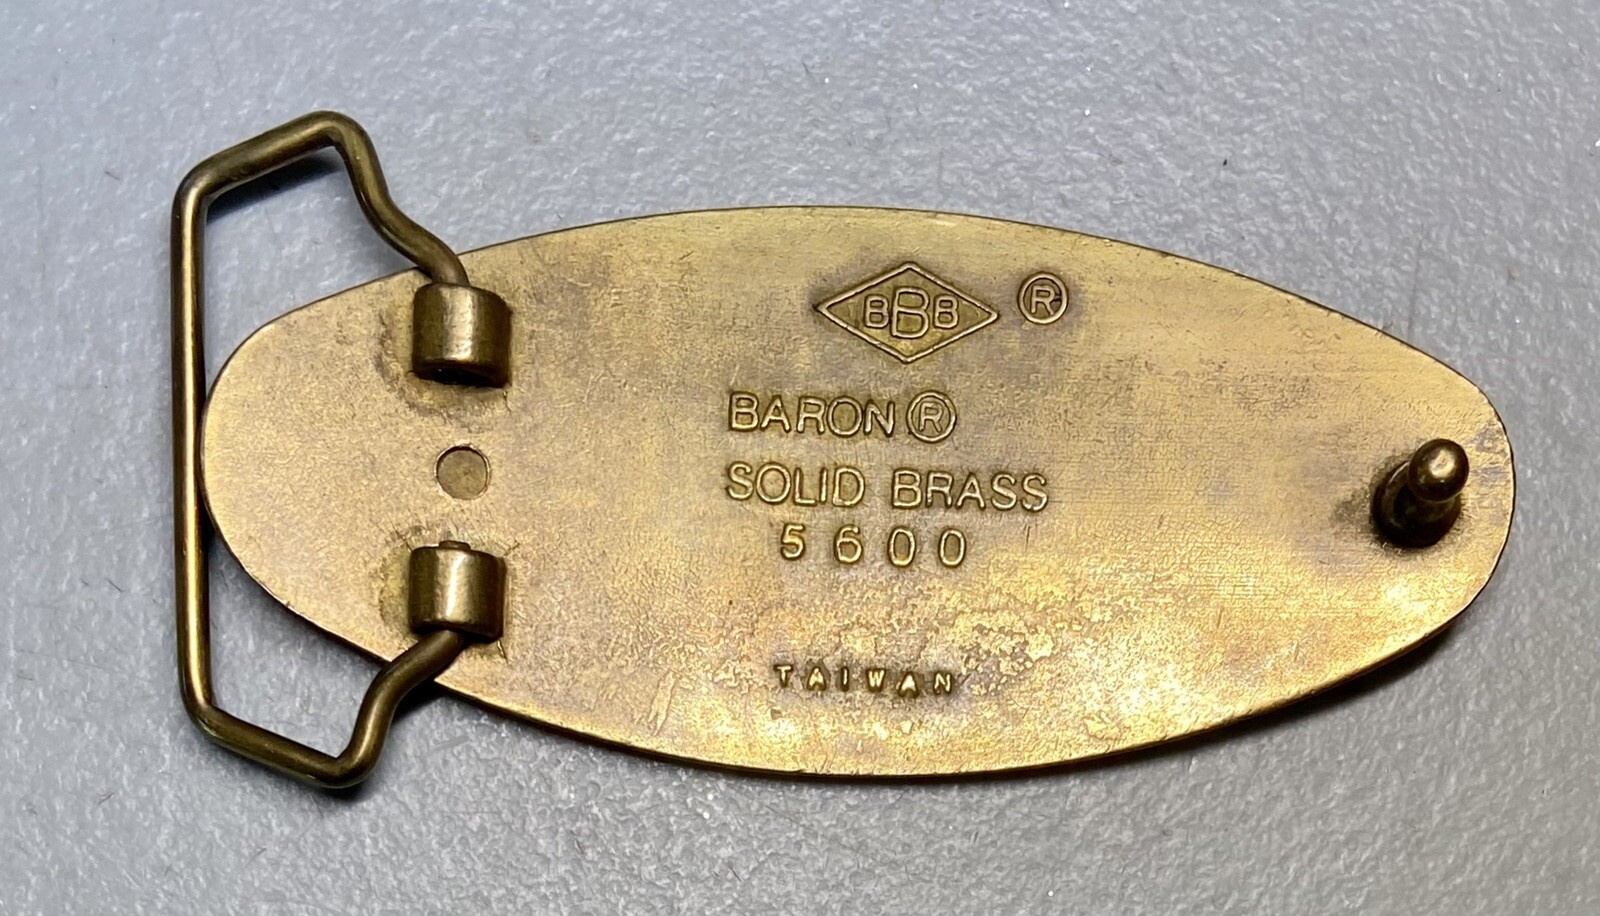 BBB ®
BARON ®
SOLID BRASS
5600
TAIWAN